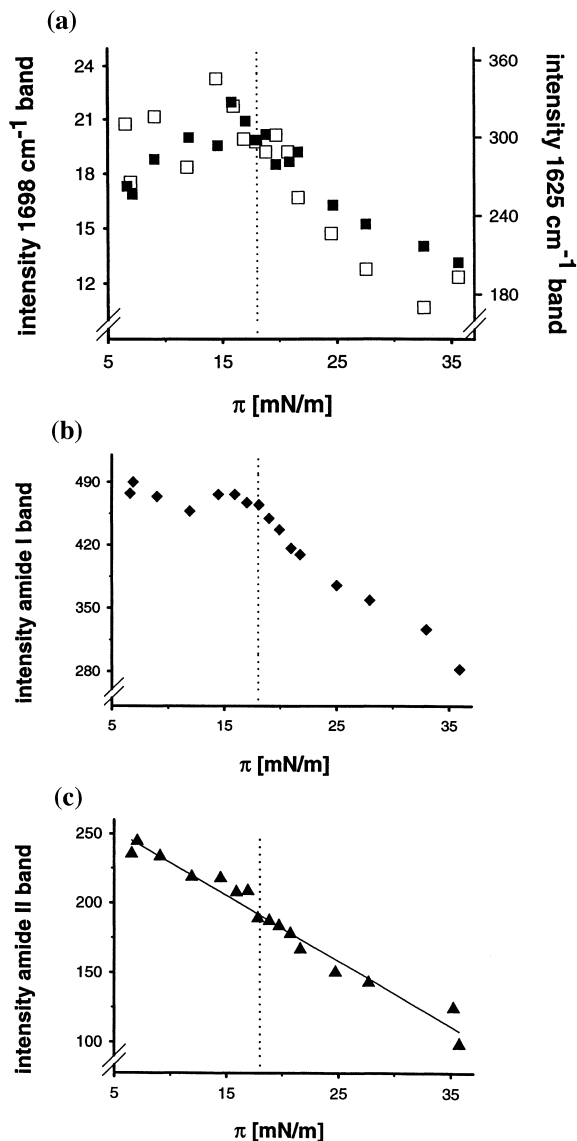 (a)
intensity 1698 cm⁻¹ band
24
21
18
15
12
360
300
240
180
intensity 1625 cm⁻¹ band
5 15 25 35
π [mN/m]
(b)
intensity amide I band
490
420
350
280
5 15 25 35
π [mN/m]
(c)
intensity amide II band
250
200
150
100
5 15 25 35
π [mN/m]